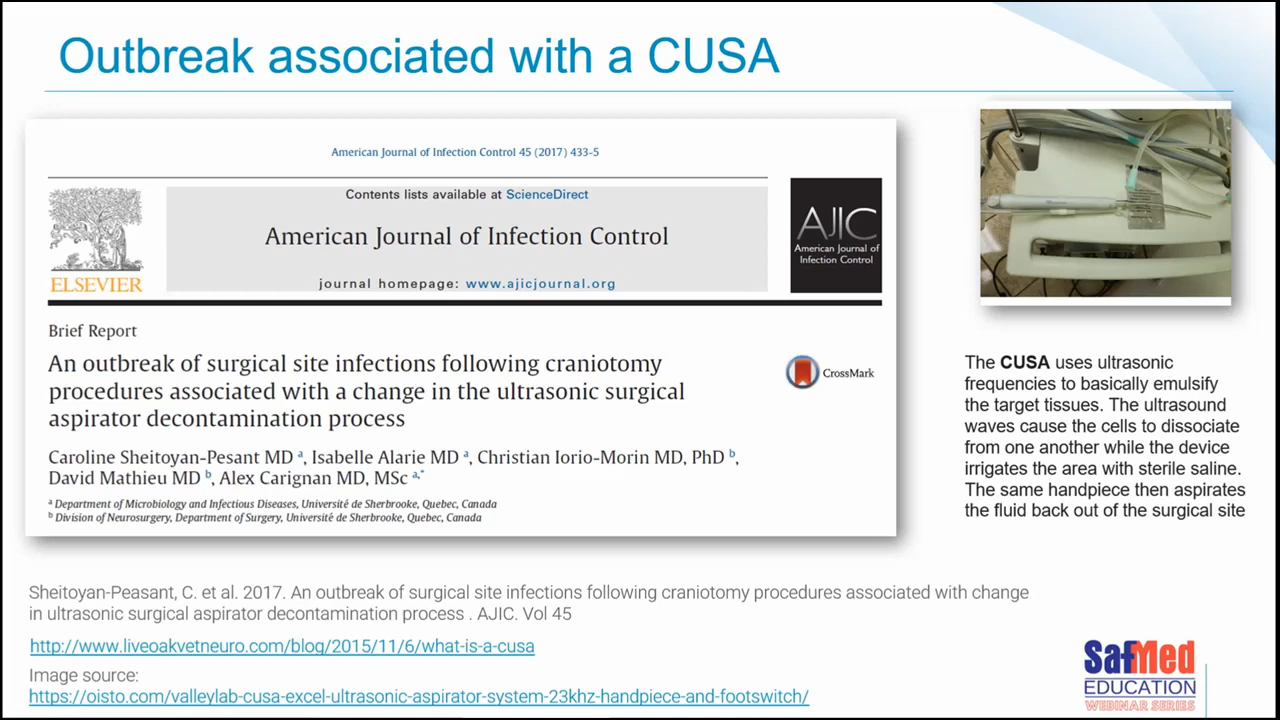 Outbreak associated with a CUSA
American Journal of Infection Control 45 (2017) 433-5
Contents lists available at ScienceDirect
American Journal of Infection Control
journal homepage: www.ajicjournal.org
ELSEVIER
AJIC
American Journal of
Infection Control
Brief Report
An outbreak of surgical site infections following craniotomy
procedures associated with a change in the ultrasonic surgical
aspirator decontamination process
CrossMark
Caroline Sheitoyan-Pesant MD a, Isabelle Alarie MD a, Christian Iorio-Morin MD, PhD b,
David Mathieu MD b, Alex Carignan MD, MSc a,*
a Department of Microbiology and Infectious Diseases, Université de Sherbrooke, Quebec, Canada
b Division of Neurosurgery, Department of Surgery, Université de Sherbrooke, Quebec, Canada
The CUSA uses ultrasonic
frequencies to basically emulsify
the target tissues. The ultrasound
waves cause the cells to dissociate
from one another while the device
irrigates the area with sterile saline.
The same handpiece then aspirates
the fluid back out of the surgical site
Sheitoyan-Peasant, C. et al. 2017. An outbreak of surgical site infections following craniotomy procedures associated with change
in ultrasonic surgical aspirator decontamination process . AJIC. Vol 45
http://www.liveoakvetneuro.com/blog/2015/11/6/what-is-a-cusa
Image source:
https://oisto.com/valleylab-cusa-excel-ultrasonic-aspirator-system-23khz-handpiece-and-footswitch/
SafMed
EDUCATION
WEBINAR SERIES